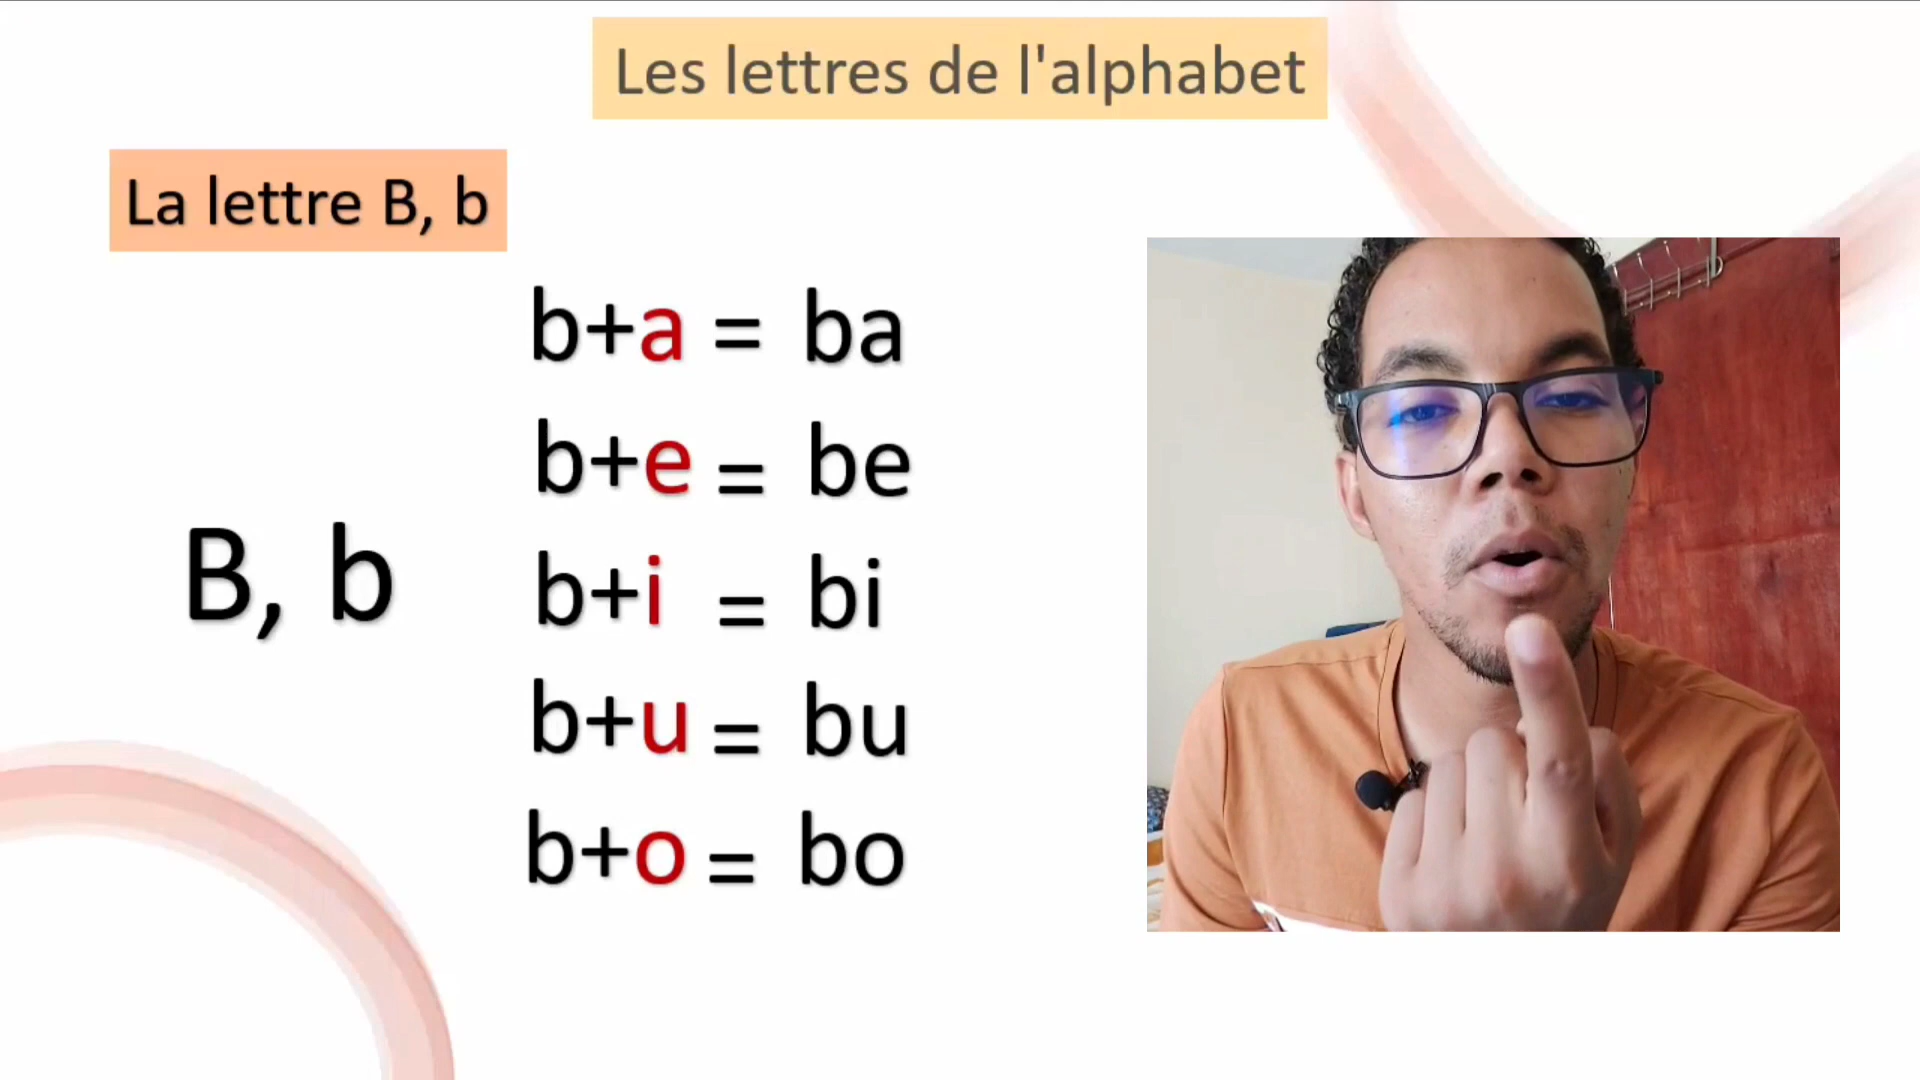 Les lettres de l'alphabet
La lettre B, b
b+a = ba
b+e = be
B, b
b+i = bi
b+u = bu
b+o = bo